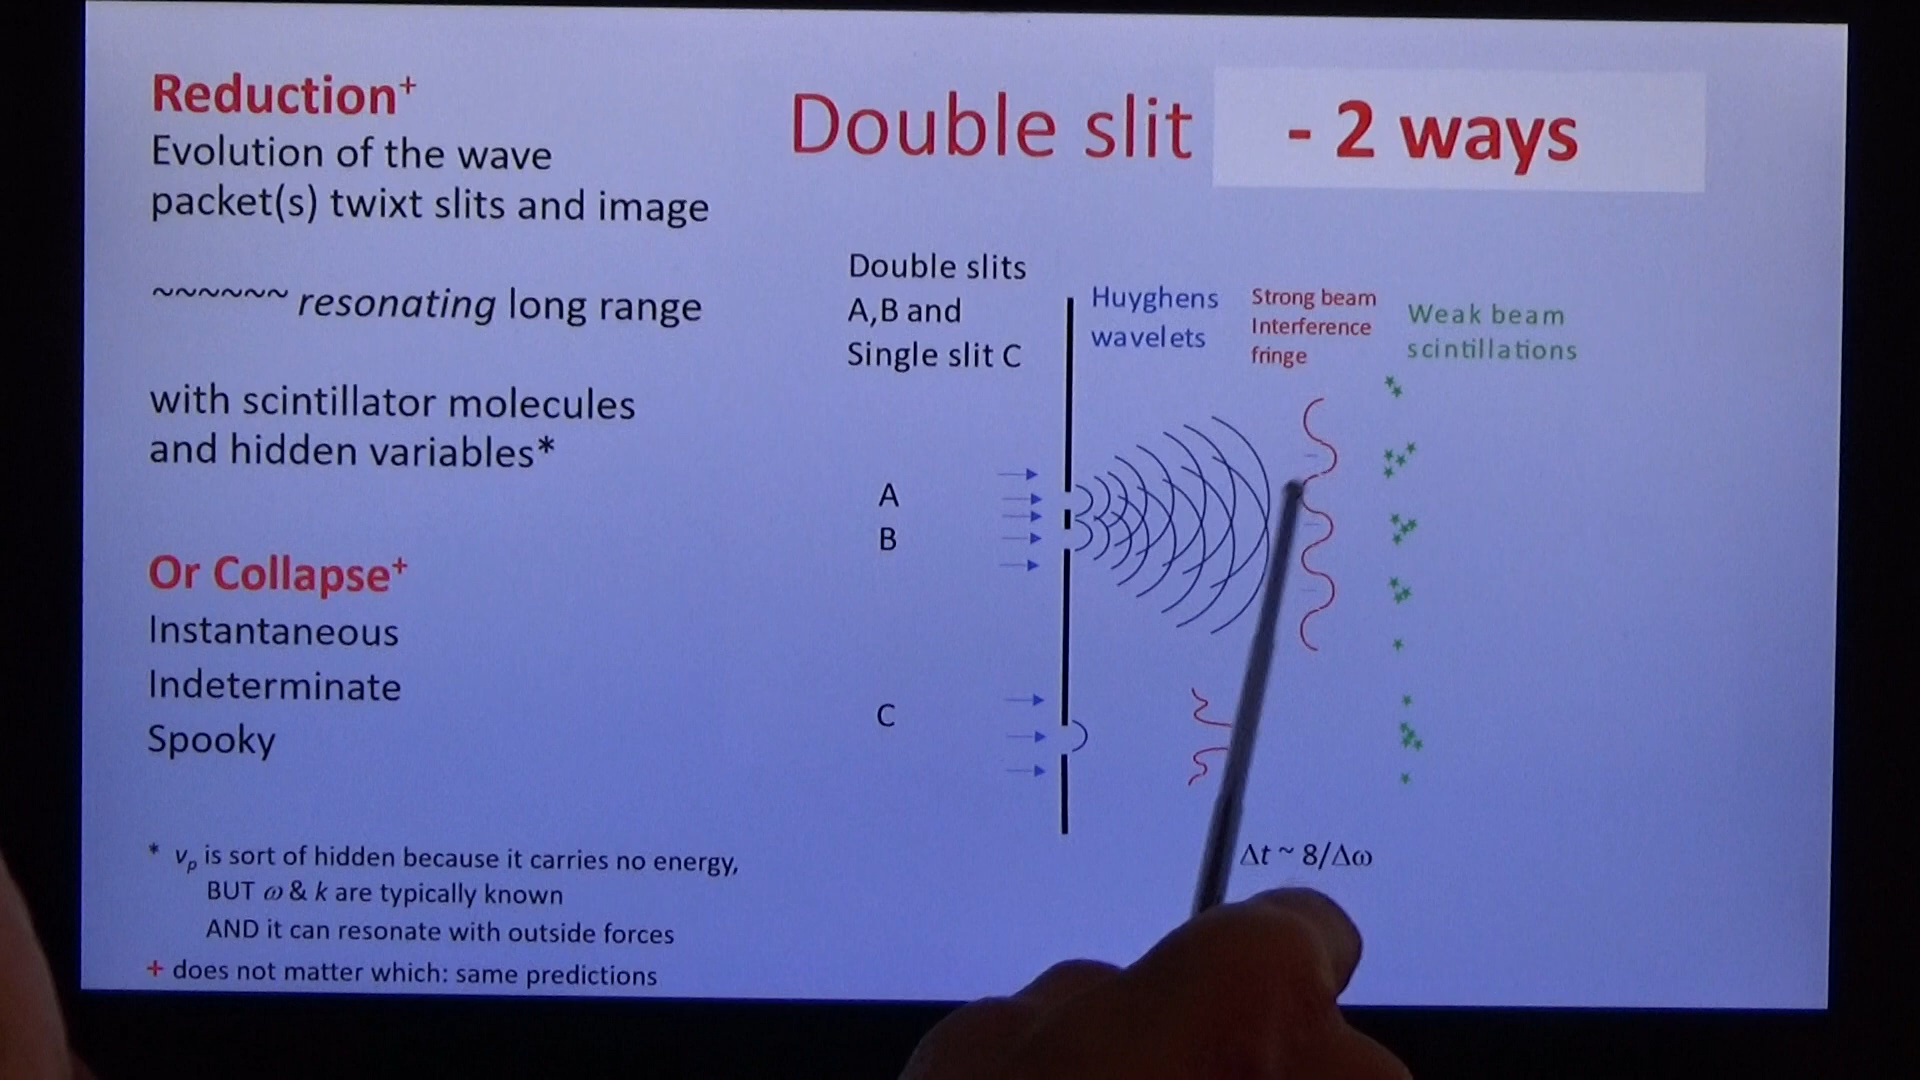 Reduction+
Evolution of the wave
packet(s) twixt slits and image
~~~~~~ resonating long range
with scintillator molecules
and hidden variables*
Or Collapse+
Instantaneous
Indeterminate
Spooky
* vp is sort of hidden because it carries no energy,
BUT ω & k are typically known
AND it can resonate with outside forces
+ does not matter which: same predictions
Double slit - 2 ways
Double slits
A,B and
Single slit C
Huyghens
wavelets
Strong beam
Interference
fringe
Weak beam
scintillations
A
B
C
Δt ~ 8/Δω